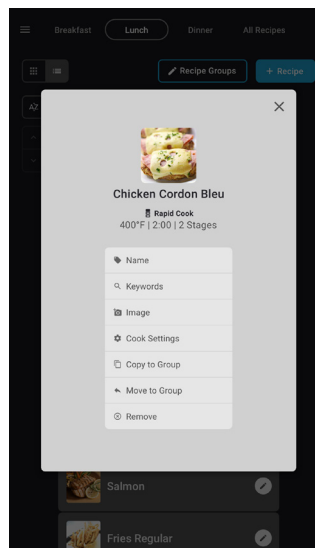 Breakfast
Lunch
Dinner
All Recipes
Recipe Groups
+ Recipe
AZ
Chicken Cordon Bleu
Rapid Cook
400°F | 2:00 | 2 Stages
Name
Keywords
Image
Cook Settings
Copy to Group
Move to Group
Remove
Salmon
Fries Regular